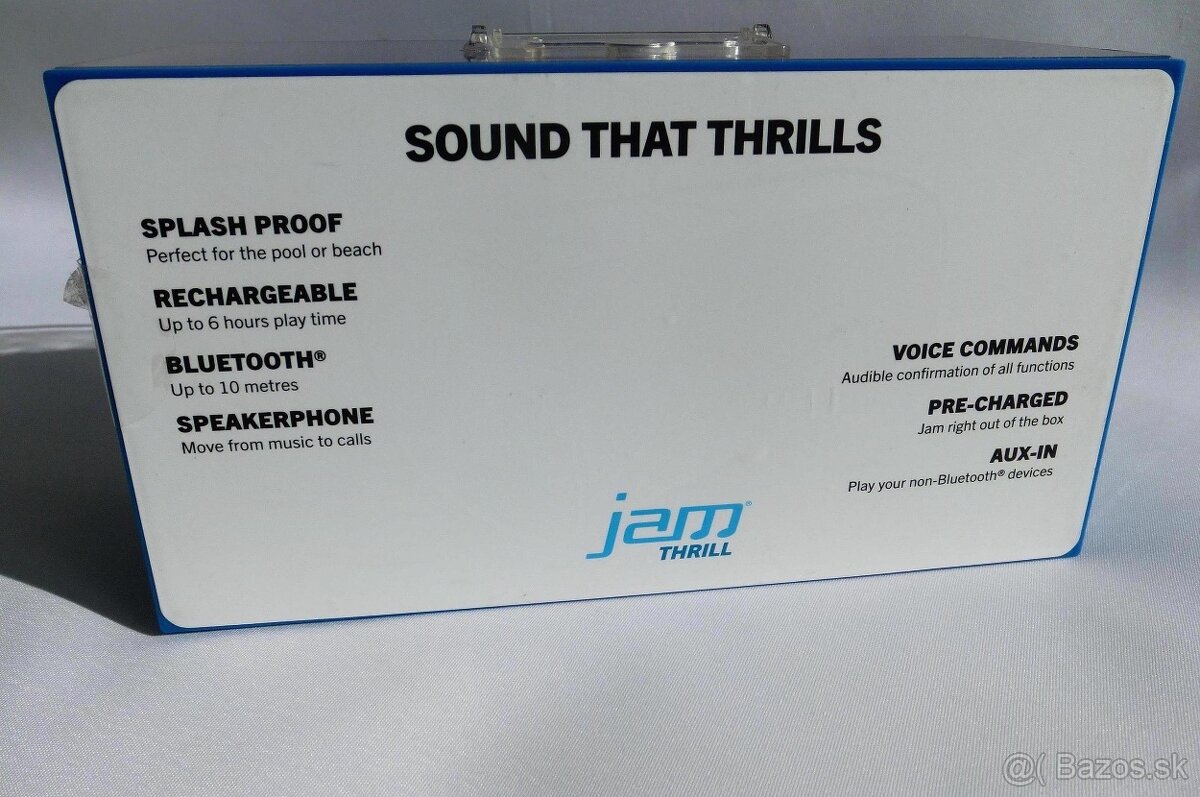 SOUND THAT THRILLS
SPLASH PROOF
Perfect for the pool or beach
RECHARGEABLE
Up to 6 hours play time
BLUETOOTH®
Up to 10 metres
SPEAKERPHONE
Move from music to calls
VOICE COMMANDS
Audible confirmation of all functions
PRE-CHARGED
Jam right out of the box
AUX-IN
Play your non-Bluetooth® devices
jam®
THRILL
@( Bazos.sk